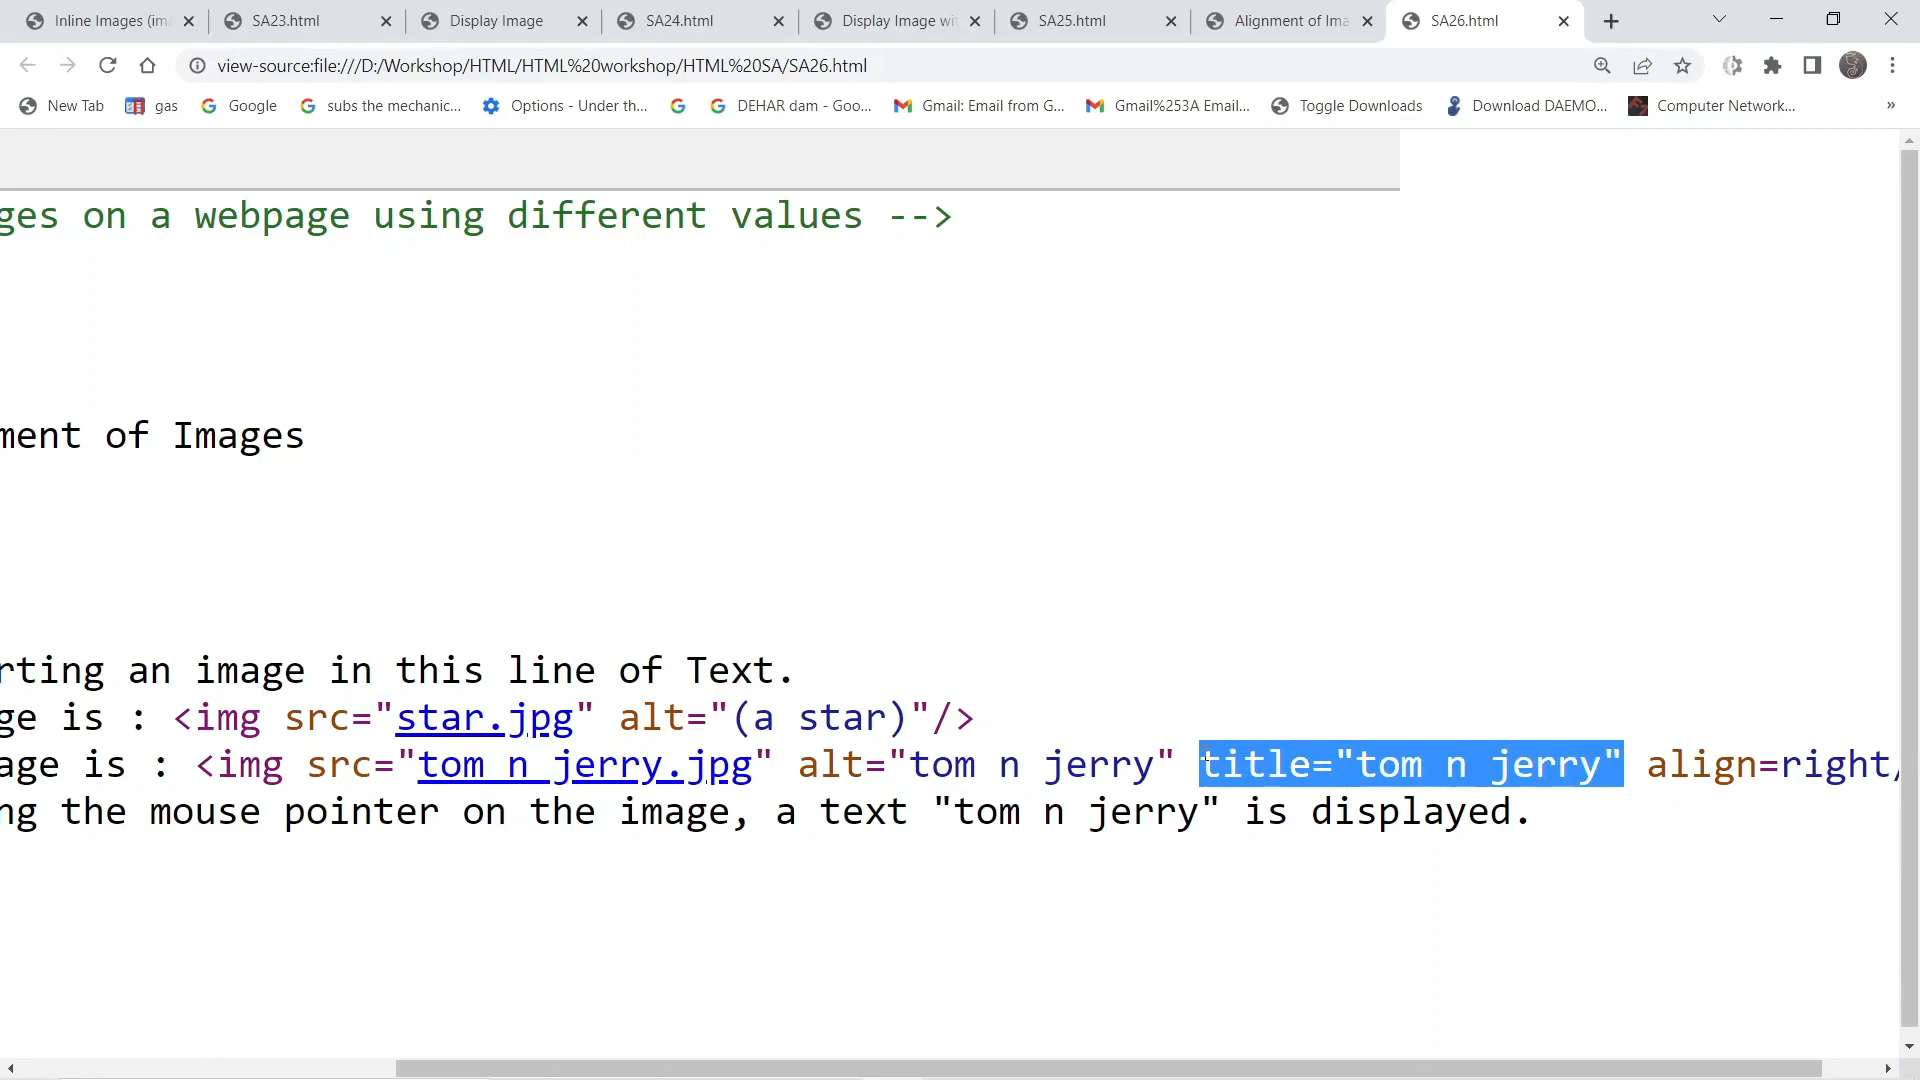 Inline Images (im
SA23.html
Display Image
SA24.html
Display Image wi
SA25.html
Alignment of Ima
SA26.html
view-source:file:///D:/Workshop/HTML/HTML%20workshop/HTML%20SA/SA26.html
New Tab
gas
Google
subs the mechanic...
Options - Under th...
DEHAR dam - Goo...
Gmail: Email from G...
Gmail%253A Email...
Toggle Downloads
Download DAEMO...
Computer Network...
»
ges on a webpage using different values -->
ment of Images
rting an image in this line of Text.
ge is : <img src="star.jpg" alt="(a star)"/>
age is : <img src="tom n jerry.jpg" alt="tom n jerry" title="tom n jerry" align=right/
ng the mouse pointer on the image, a text "tom n jerry" is displayed.